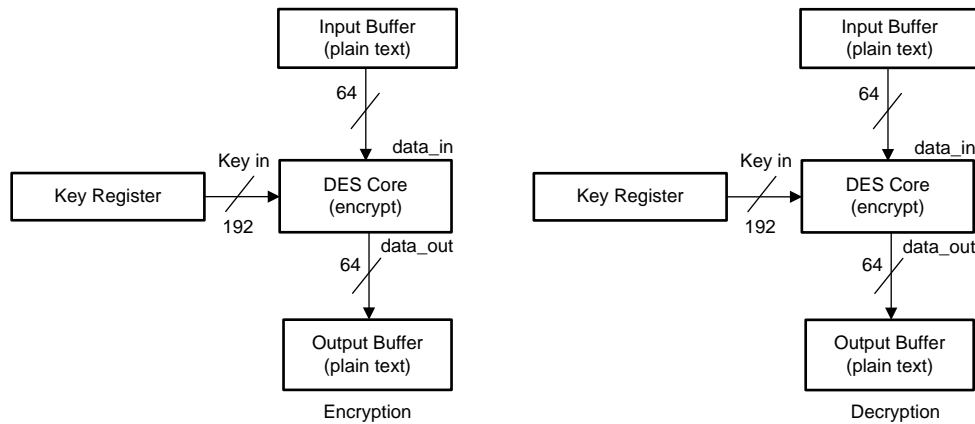 Input Buffer
(plain text)
64
data_in
Key in
Key Register
DES Core
(encrypt)
192
data_out
64
Output Buffer
(plain text)
Encryption
Input Buffer
(plain text)
64
data_in
Key in
Key Register
DES Core
(encrypt)
192
data_out
64
Output Buffer
(plain text)
Decryption